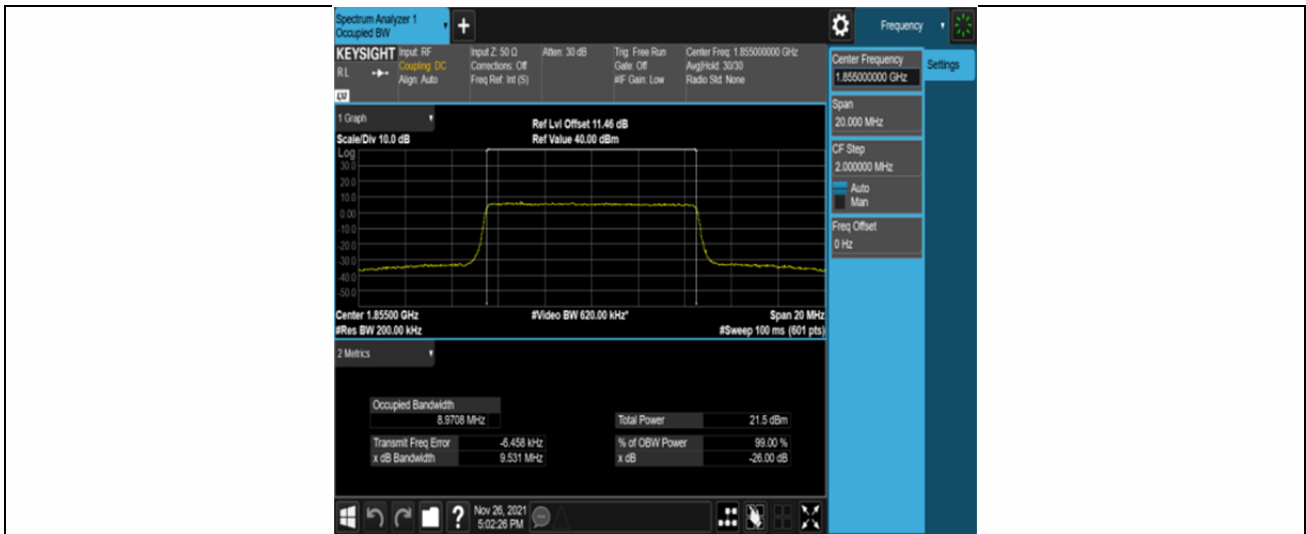 Spectrum Analyzer 1
Occupied BW
Frequency
KEYSIGHT Input: RF Input Z: 50 Ω Atten: 30 dB Trig: Free Run Center Freq: 1.855000000 GHz
R L Coupling: DC Corrections: Off Gate: Off Avg|Hold: 30/30
Align: Auto Freq Ref: Int (S) #IF Gain: Low Radio Std: None
LXI
Center Frequency
1.855000000 GHz
Settings
Span
20.000 MHz
CF Step
2.000000 MHz
Auto
Man
Freq Offset
0 Hz
1 Graph
Ref Lvl Offset 11.46 dB
Scale/Div 10.0 dB Ref Value 40.00 dBm
Log
30.0
20.0
10.0
0.00
-10.0
-20.0
-30.0
-40.0
-50.0
Center 1.85500 GHz #Video BW 620.00 kHz* Span 20 MHz
#Res BW 200.00 kHz #Sweep 100 ms (601 pts)
2 Metrics
Occupied Bandwidth
8.9708 MHz Total Power 21.5 dBm
Transmit Freq Error -6.458 kHz % of OBW Power 99.00 %
x dB Bandwidth 9.531 MHz x dB -26.00 dB
Nov 26, 2021
5:02:26 PM